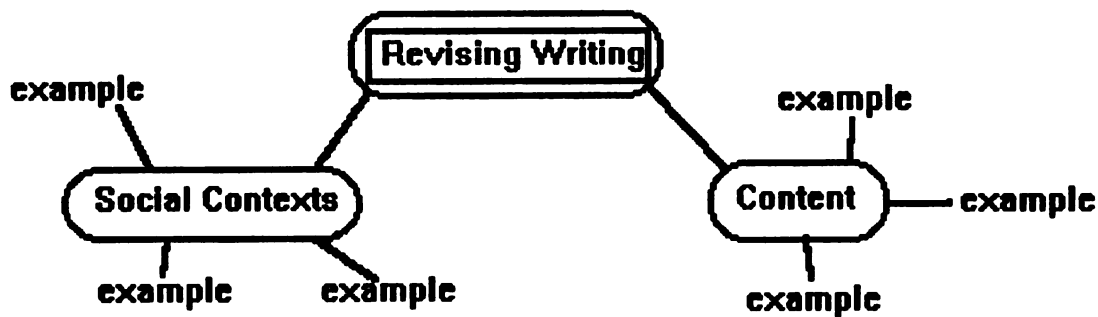 Revising Writing
example
example
Social Contexts
Content
example
example
example
example